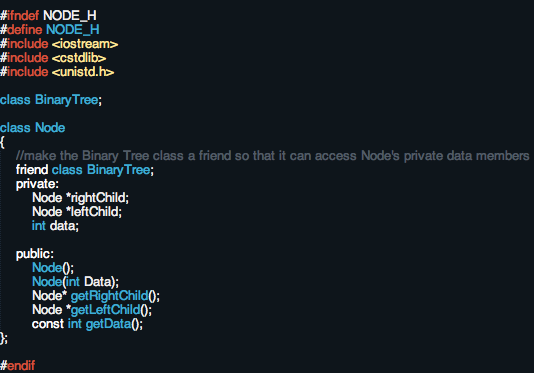 #ifndef NODE_H
#define NODE_H
#include <iostream>
#include <cstdlib>
#include <unistd.h>
class BinaryTree;
class Node
{
//make the Binary Tree class a friend so that it can access Node's private data members
friend class BinaryTree;
private:
Node *rightChild;
Node *leftChild;
int data;
public:
Node();
Node(int Data);
Node* getRightChild();
Node *getLeftChild();
const int getData();
};
#endif